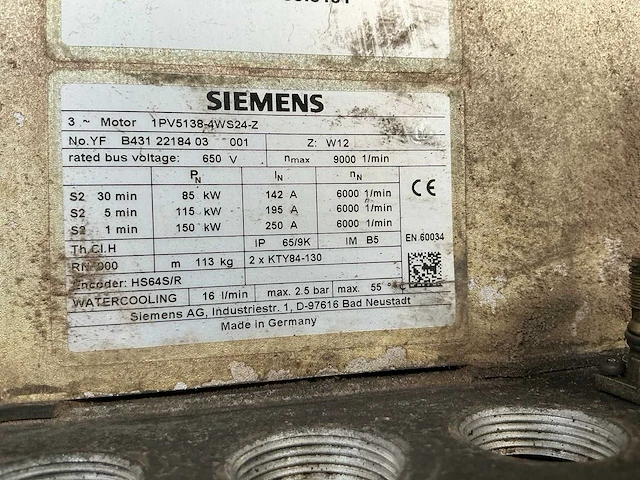 SIEMENS
3 ~ Motor 1PV5138-4WS24-Z
No.YF B431 22184 03 001 Z: W12
rated bus voltage: 650 V nmax 9000 1/min
PN IN nN
S2 30 min 85 kW 142 A 6000 1/min
S2 5 min 115 kW 195 A 6000 1/min
S2 1 min 150 kW 250 A 6000 1/min
CE
Th.Cl.H IP 65/9K IM B5 EN 60034
m 113 kg 2 x KTY84-130
Encoder: HS64S/R
WATERCOOLING 16 l/min max. 2.5 bar max. 55 °C
Siemens AG, Industriestr. 1, D-97616 Bad Neustadt
Made in Germany